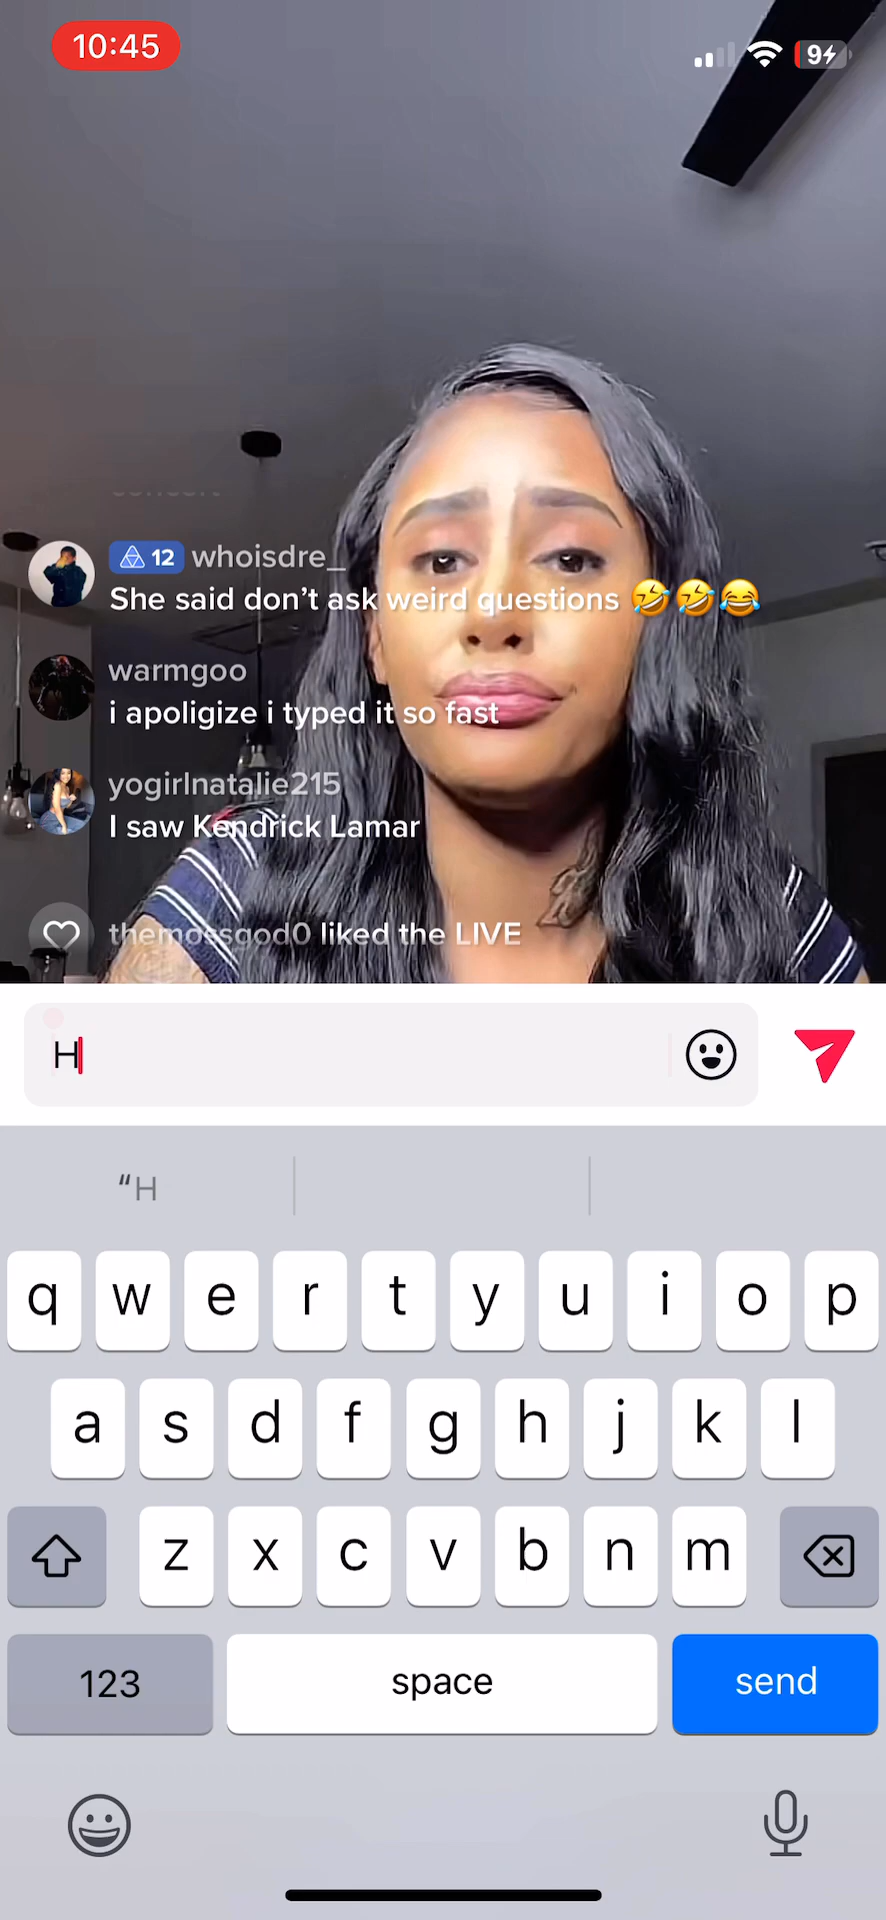 10:45
9
12 whoisdre_
She said don’t ask weird questions 🤣🤣😂
warmgoo
i apoligize i typed it so fast
yogirlnatalie215
I saw Kendrick Lamar
themossgod0 liked the LIVE
H
“H
q w e r t y u i o p
a s d f g h j k l
z x c v b n m
123 space send